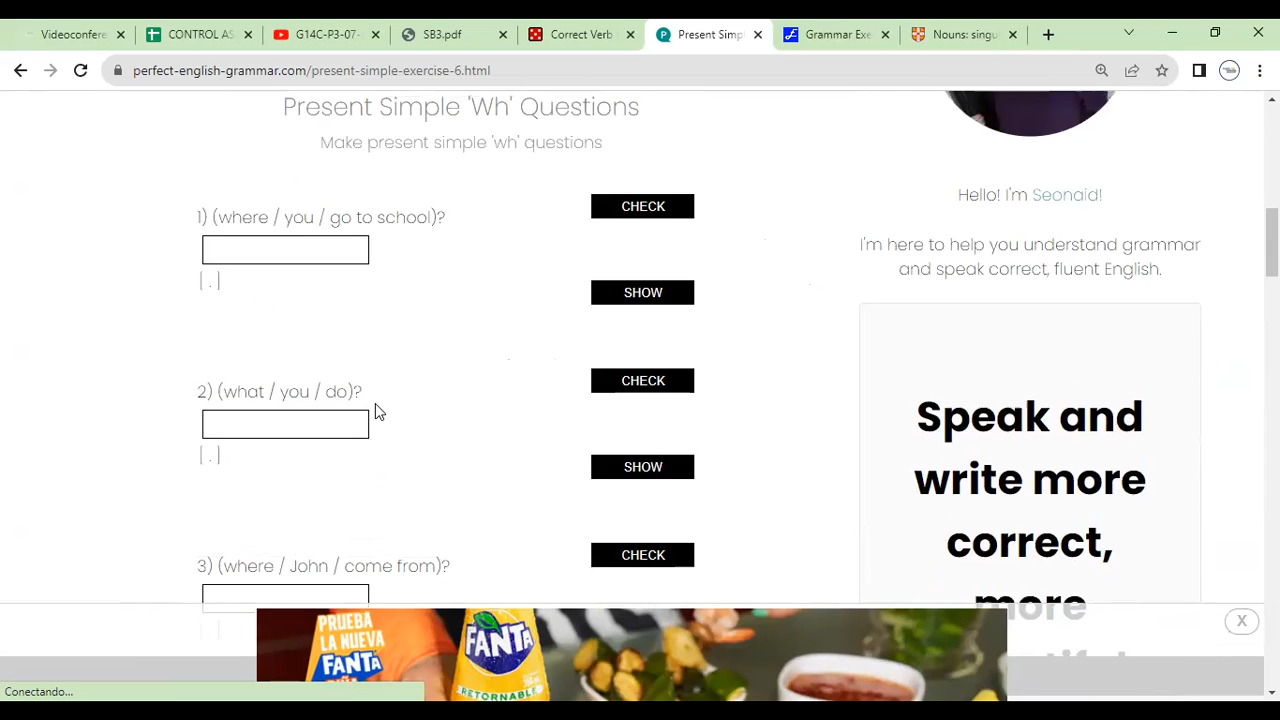 Videoconfere
CONTROL AS
G14C-P3-07-
SB3.pdf
Correct Verb
Present Simpl
Grammar Exe
Nouns: singu
perfect-english-grammar.com/present-simple-exercise-6.html
Present Simple 'Wh' Questions
Make present simple 'wh' questions
1) (where / you / go to school)?
CHECK
[ . ]
SHOW
2) (what / you / do)?
CHECK
[ . ]
SHOW
3) (where / John / come from)?
CHECK
Hello! I'm Seonaid!
I'm here to help you understand grammar
and speak correct, fluent English.
Speak and
write more
correct,
more
X
PRUEBA
LA NUEVA
FANTA
FANTA
RETORNABLE
Conectando...